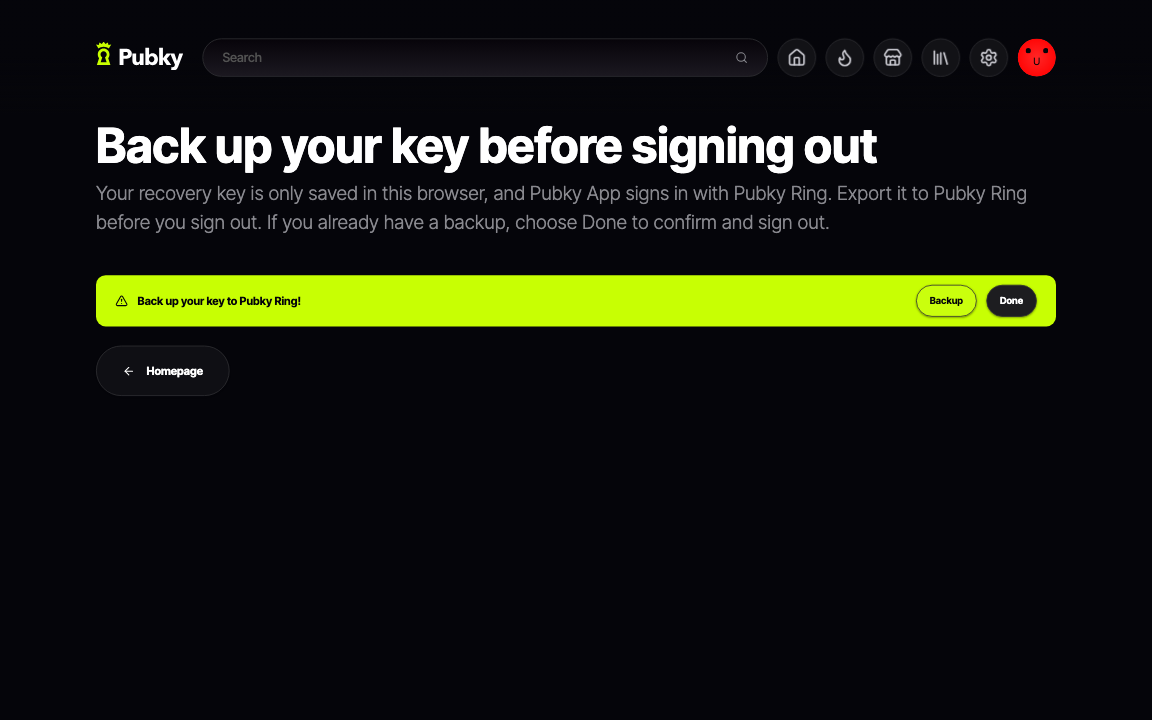 Pubky
Search
Back up your key before signing out
Your recovery key is only saved in this browser, and Pubky App signs in with Pubky Ring. Export it to Pubky Ring
before you sign out. If you already have a backup, choose Done to confirm and sign out.
Back up your key to Pubky Ring!
Backup
Done
Homepage